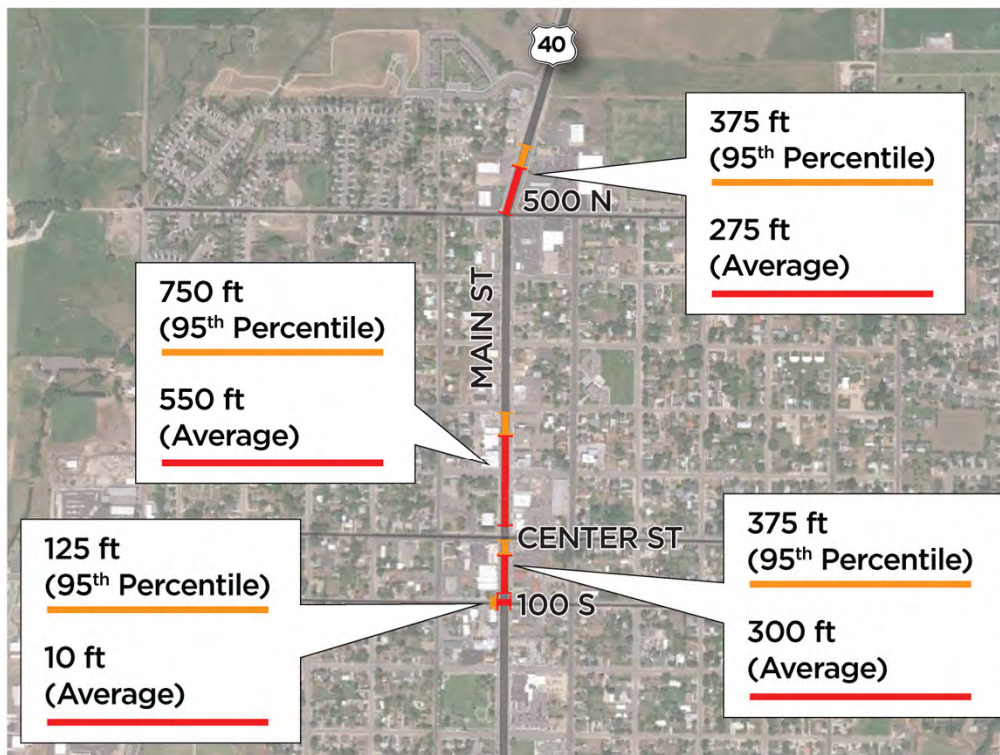 40
375 ft
(95th Percentile)
275 ft
(Average)
500 N
MAIN ST
750 ft
(95th Percentile)
550 ft
(Average)
CENTER ST
125 ft
(95th Percentile)
10 ft
(Average)
100 S
375 ft
(95th Percentile)
300 ft
(Average)